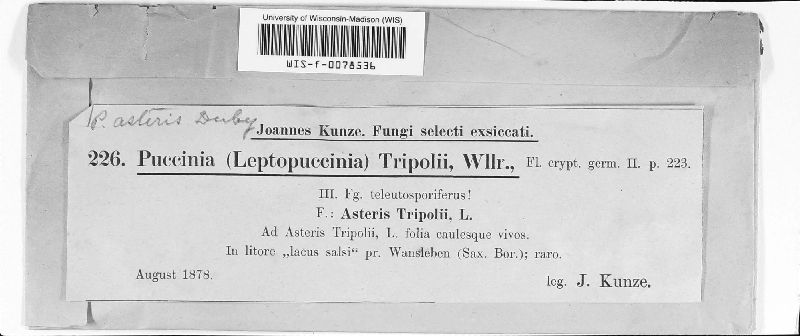 University of Wisconsin-Madison (WIS)
WIS-f-0078536
P. asteris Duby
Joannes Kunze. Fungi selecti exsiccati.
226. Puccinia (Leptopuccinia) Tripolii, Wllr., Fl. crypt. germ. II. p. 223.
III. Fg. teleutosporiferus!
F.: Asteris Tripolii, L.
Ad Asteris Tripolii, L. folia caulesque vivos.
In litore „lacus salsi“ pr. Wansleben (Sax. Bor.); raro.
August 1878.
leg. J. Kunze.